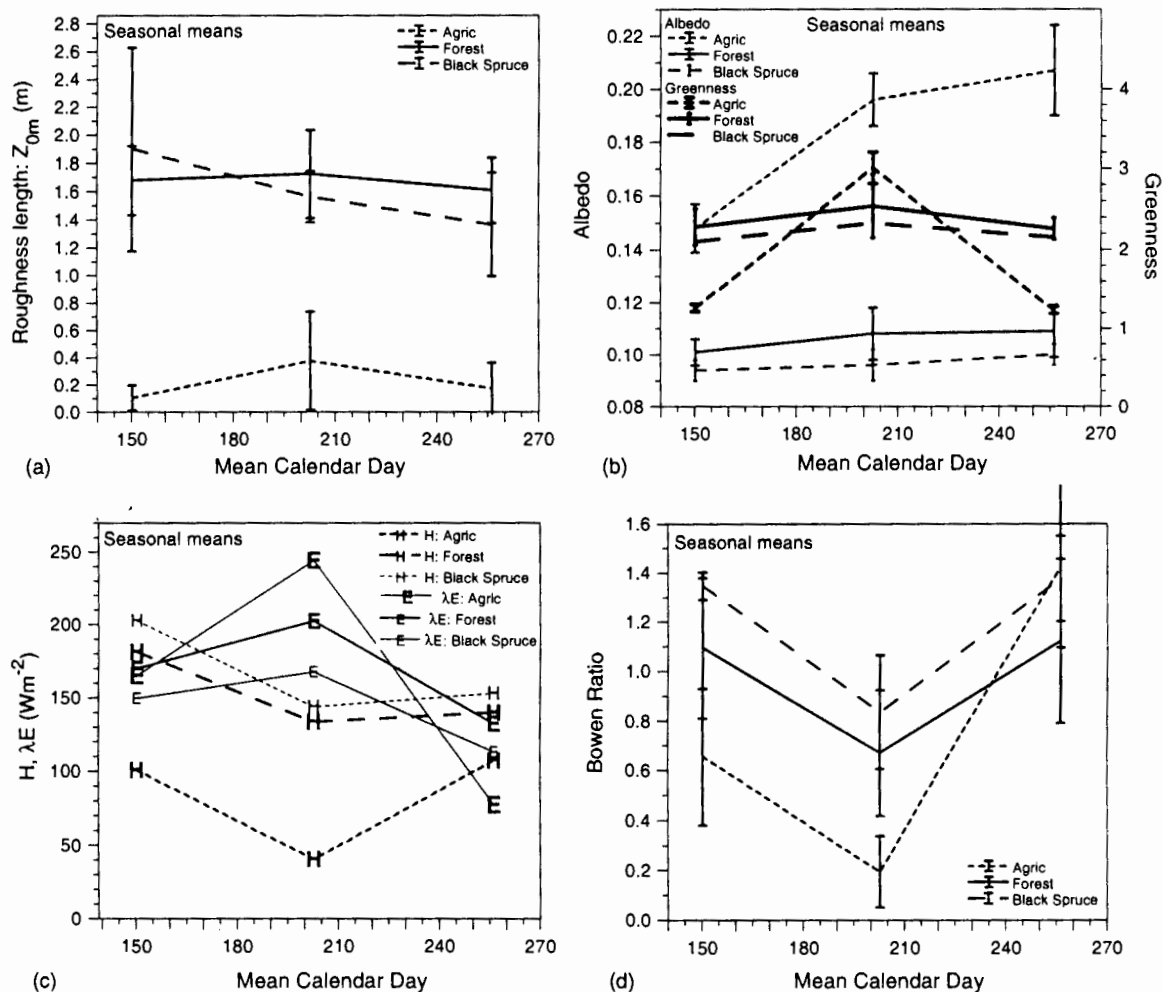 Seasonal means
Agric
Forest
Black Spruce
Roughness length: Z0m (m)
2.8
2.6
2.4
2.2
2.0
1.8
1.6
1.4
1.2
1.0
0.8
0.6
0.4
0.2
0.0
150 180 210 240 270
Mean Calendar Day
(a)
Seasonal means
Albedo
Agric
Forest
Black Spruce
Greenness
Agric
Forest
Black Spruce
Albedo
0.22
0.20
0.18
0.16
0.14
0.12
0.10
0.08
Greenness
4
3
2
1
0
150 180 210 240 270
Mean Calendar Day
(b)
Seasonal means
H: Agric
H: Forest
H: Black Spruce
λE: Agric
λE: Forest
λE: Black Spruce
H, λE (Wm-2)
250
200
150
100
50
0
150 180 210 240 270
Mean Calendar Day
(c)
Seasonal means
Agric
Forest
Black Spruce
Bowen Ratio
1.6
1.4
1.2
1.0
0.8
0.6
0.4
0.2
0.0
150 180 210 240 270
Mean Calendar Day
(d)